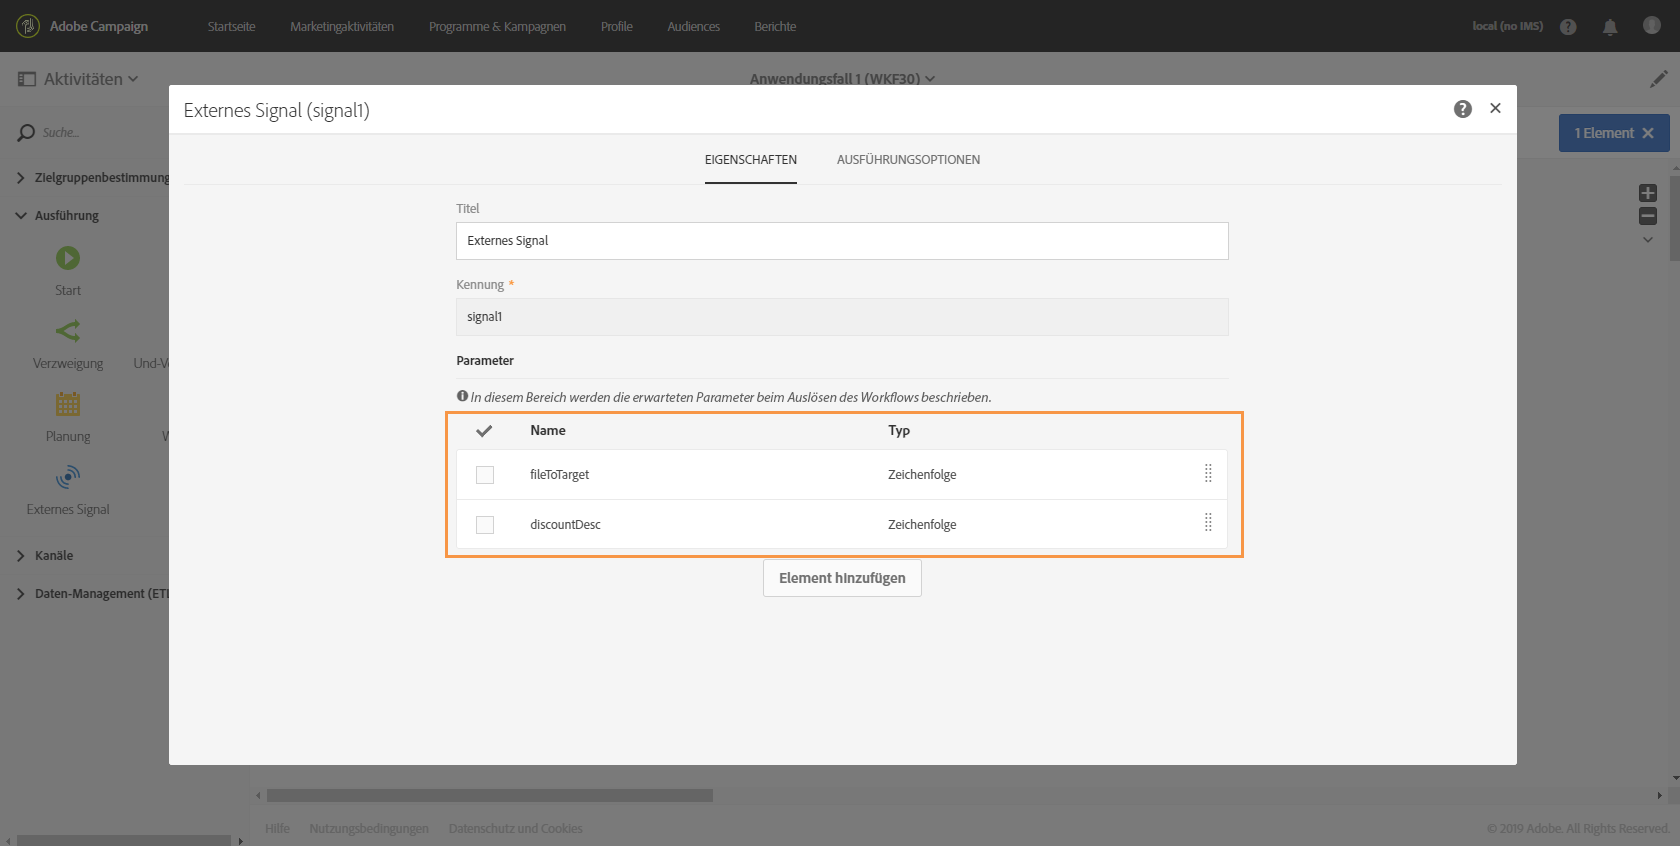 Adobe Campaign
Startseite
Marketingaktivitäten
Programme & Kampagnen
Profile
Audiences
Berichte
local (no IMS)
Aktivitäten
Anwendungsfall 1 (WKF30)
Suche...
1 Element
Zielgruppenbestimmung
Ausführung
Start
Verzweigung
Und-Ve
Planung
Externes Signal
Kanäle
Daten-Management (ETL
Externes Signal (signal1)
EIGENSCHAFTEN
AUSFÜHRUNGSOPTIONEN
Titel
Externes Signal
Kennung *
signal1
Parameter
In diesem Bereich werden die erwarteten Parameter beim Auslösen des Workflows beschrieben.
Name Typ
fileToTarget Zeichenfolge
discountDesc Zeichenfolge
Element hinzufügen
Hilfe
Nutzungsbedingungen
Datenschutz und Cookies
© 2019 Adobe. All Rights Reserved.